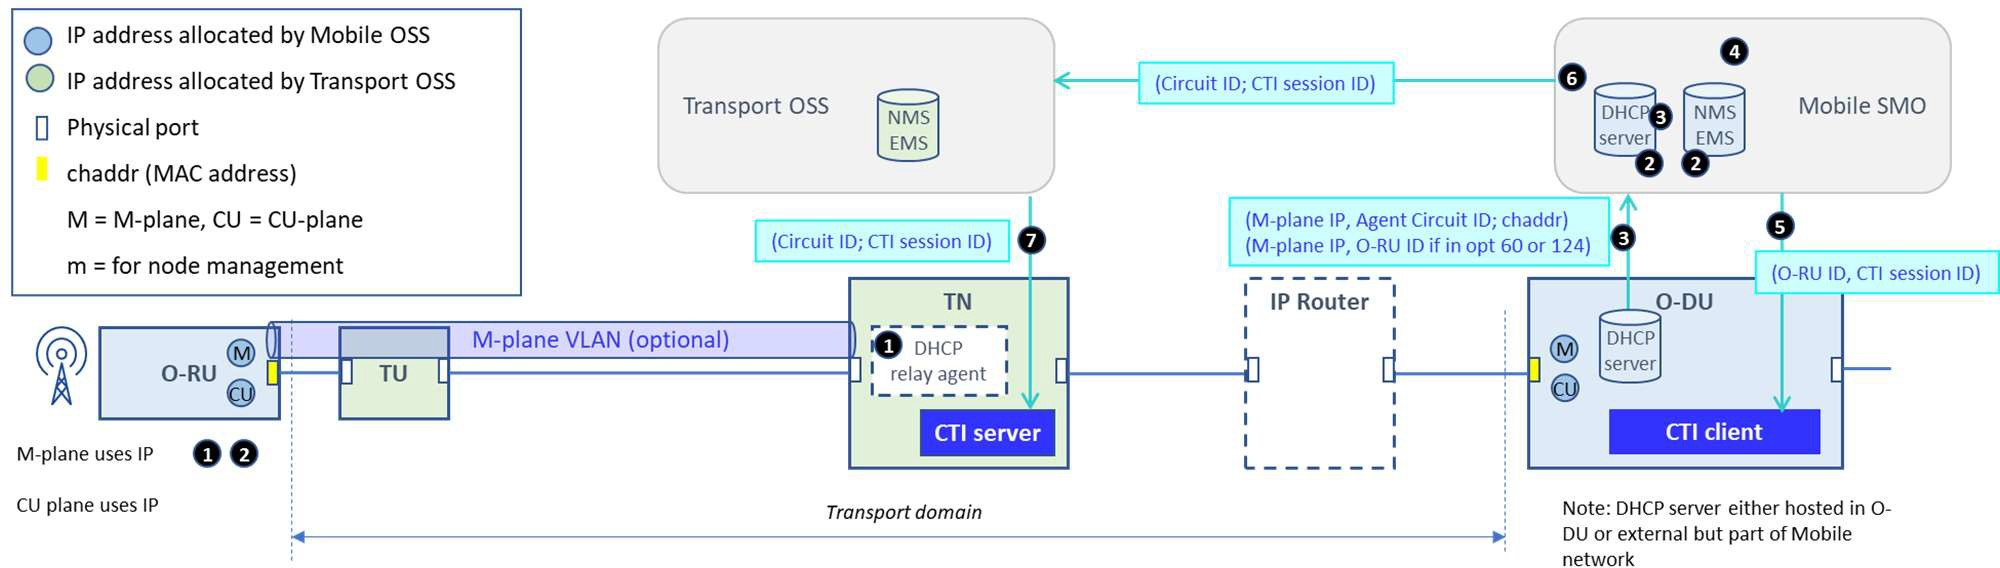 IP address allocated by Mobile OSS
IP address allocated by Transport OSS
Physical port
chaddr (MAC address)
M = M-plane, CU = CU-plane
m = for node management
Transport OSS
NMS
EMS
(Circuit ID; CTI session ID)
4
6
DHCP
server
3
NMS
EMS
2
2
Mobile SMO
(Circuit ID; CTI session ID)
7
(M-plane IP, Agent Circuit ID; chaddr)
(M-plane IP, O-RU ID if in opt 60 or 124)
3
5
(O-RU ID, CTI session ID)
O-RU
M
CU
M-plane VLAN (optional)
TU
TN
1
DHCP
relay agent
CTI server
IP Router
O-DU
M
CU
DHCP
server
CTI client
M-plane uses IP
1
2
CU plane uses IP
Transport domain
Note: DHCP server either hosted in O-
DU or external but part of Mobile
network